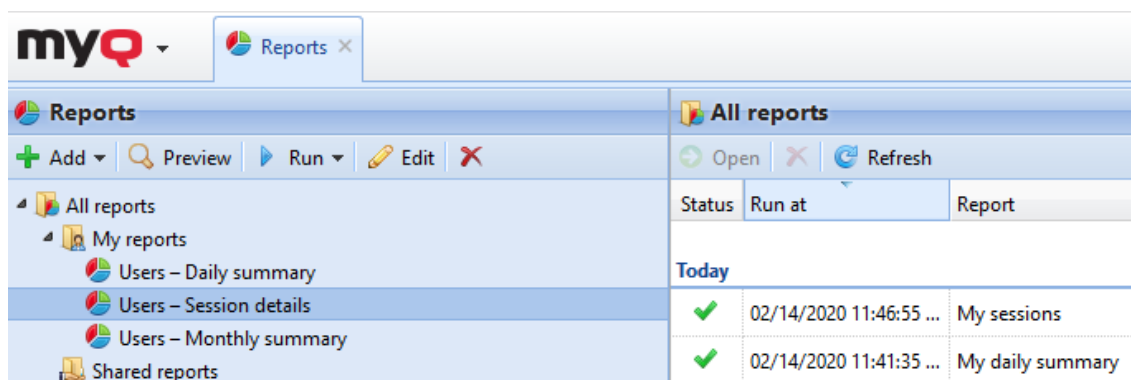 myQ
Reports
Reports
Add Preview Run Edit
All reports
My reports
Users – Daily summary
Users – Session details
Users – Monthly summary
Shared reports
All reports
Open Refresh
Status Run at Report
Today
02/14/2020 11:46:55 ... My sessions
02/14/2020 11:41:35 ... My daily summary